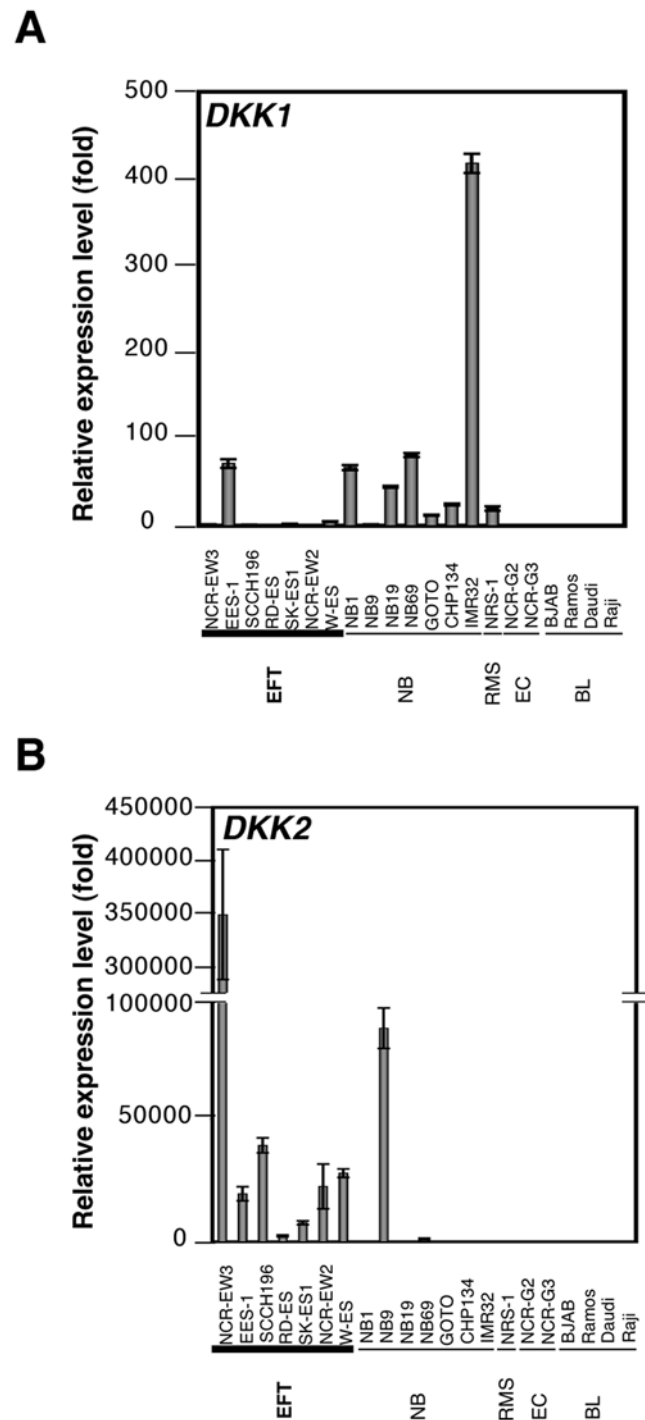 A
DKK1
Relative expression level (fold)
500
400
300
200
100
0
NCR-EW3
EES-1
SCCH196
RD-ES
SK-ES1
NCR-EW2
W-ES
NB1
NB9
NB19
NB69
GOTO
CHP134
IMR32
NRS-1
NCR-G2
NCR-G3
BJAB
Ramos
Daudi
Raji
EFT
NB
RMS
EC
BL
B
DKK2
Relative expression level (fold)
450000
400000
350000
300000
100000
50000
0
NCR-EW3
EES-1
SCCH196
RD-ES
SK-ES1
NCR-EW2
W-ES
NB1
NB9
NB19
NB69
GOTO
CHP134
IMR32
NRS-1
NCR-G2
NCR-G3
BJAB
Ramos
Daudi
Raji
EFT
NB
RMS
EC
BL